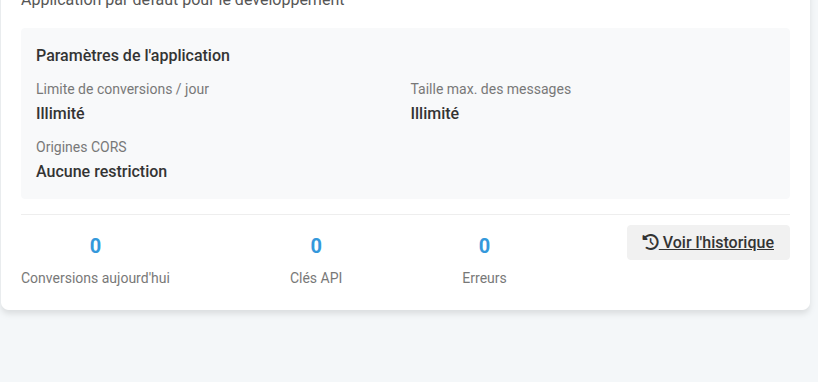 Application par défaut pour le développement
Paramètres de l'application
Limite de conversions / jour
Illimité
Taille max. des messages
Illimité
Origines CORS
Aucune restriction
0
Conversions aujourd'hui
0
Clés API
0
Erreurs
Voir l'historique